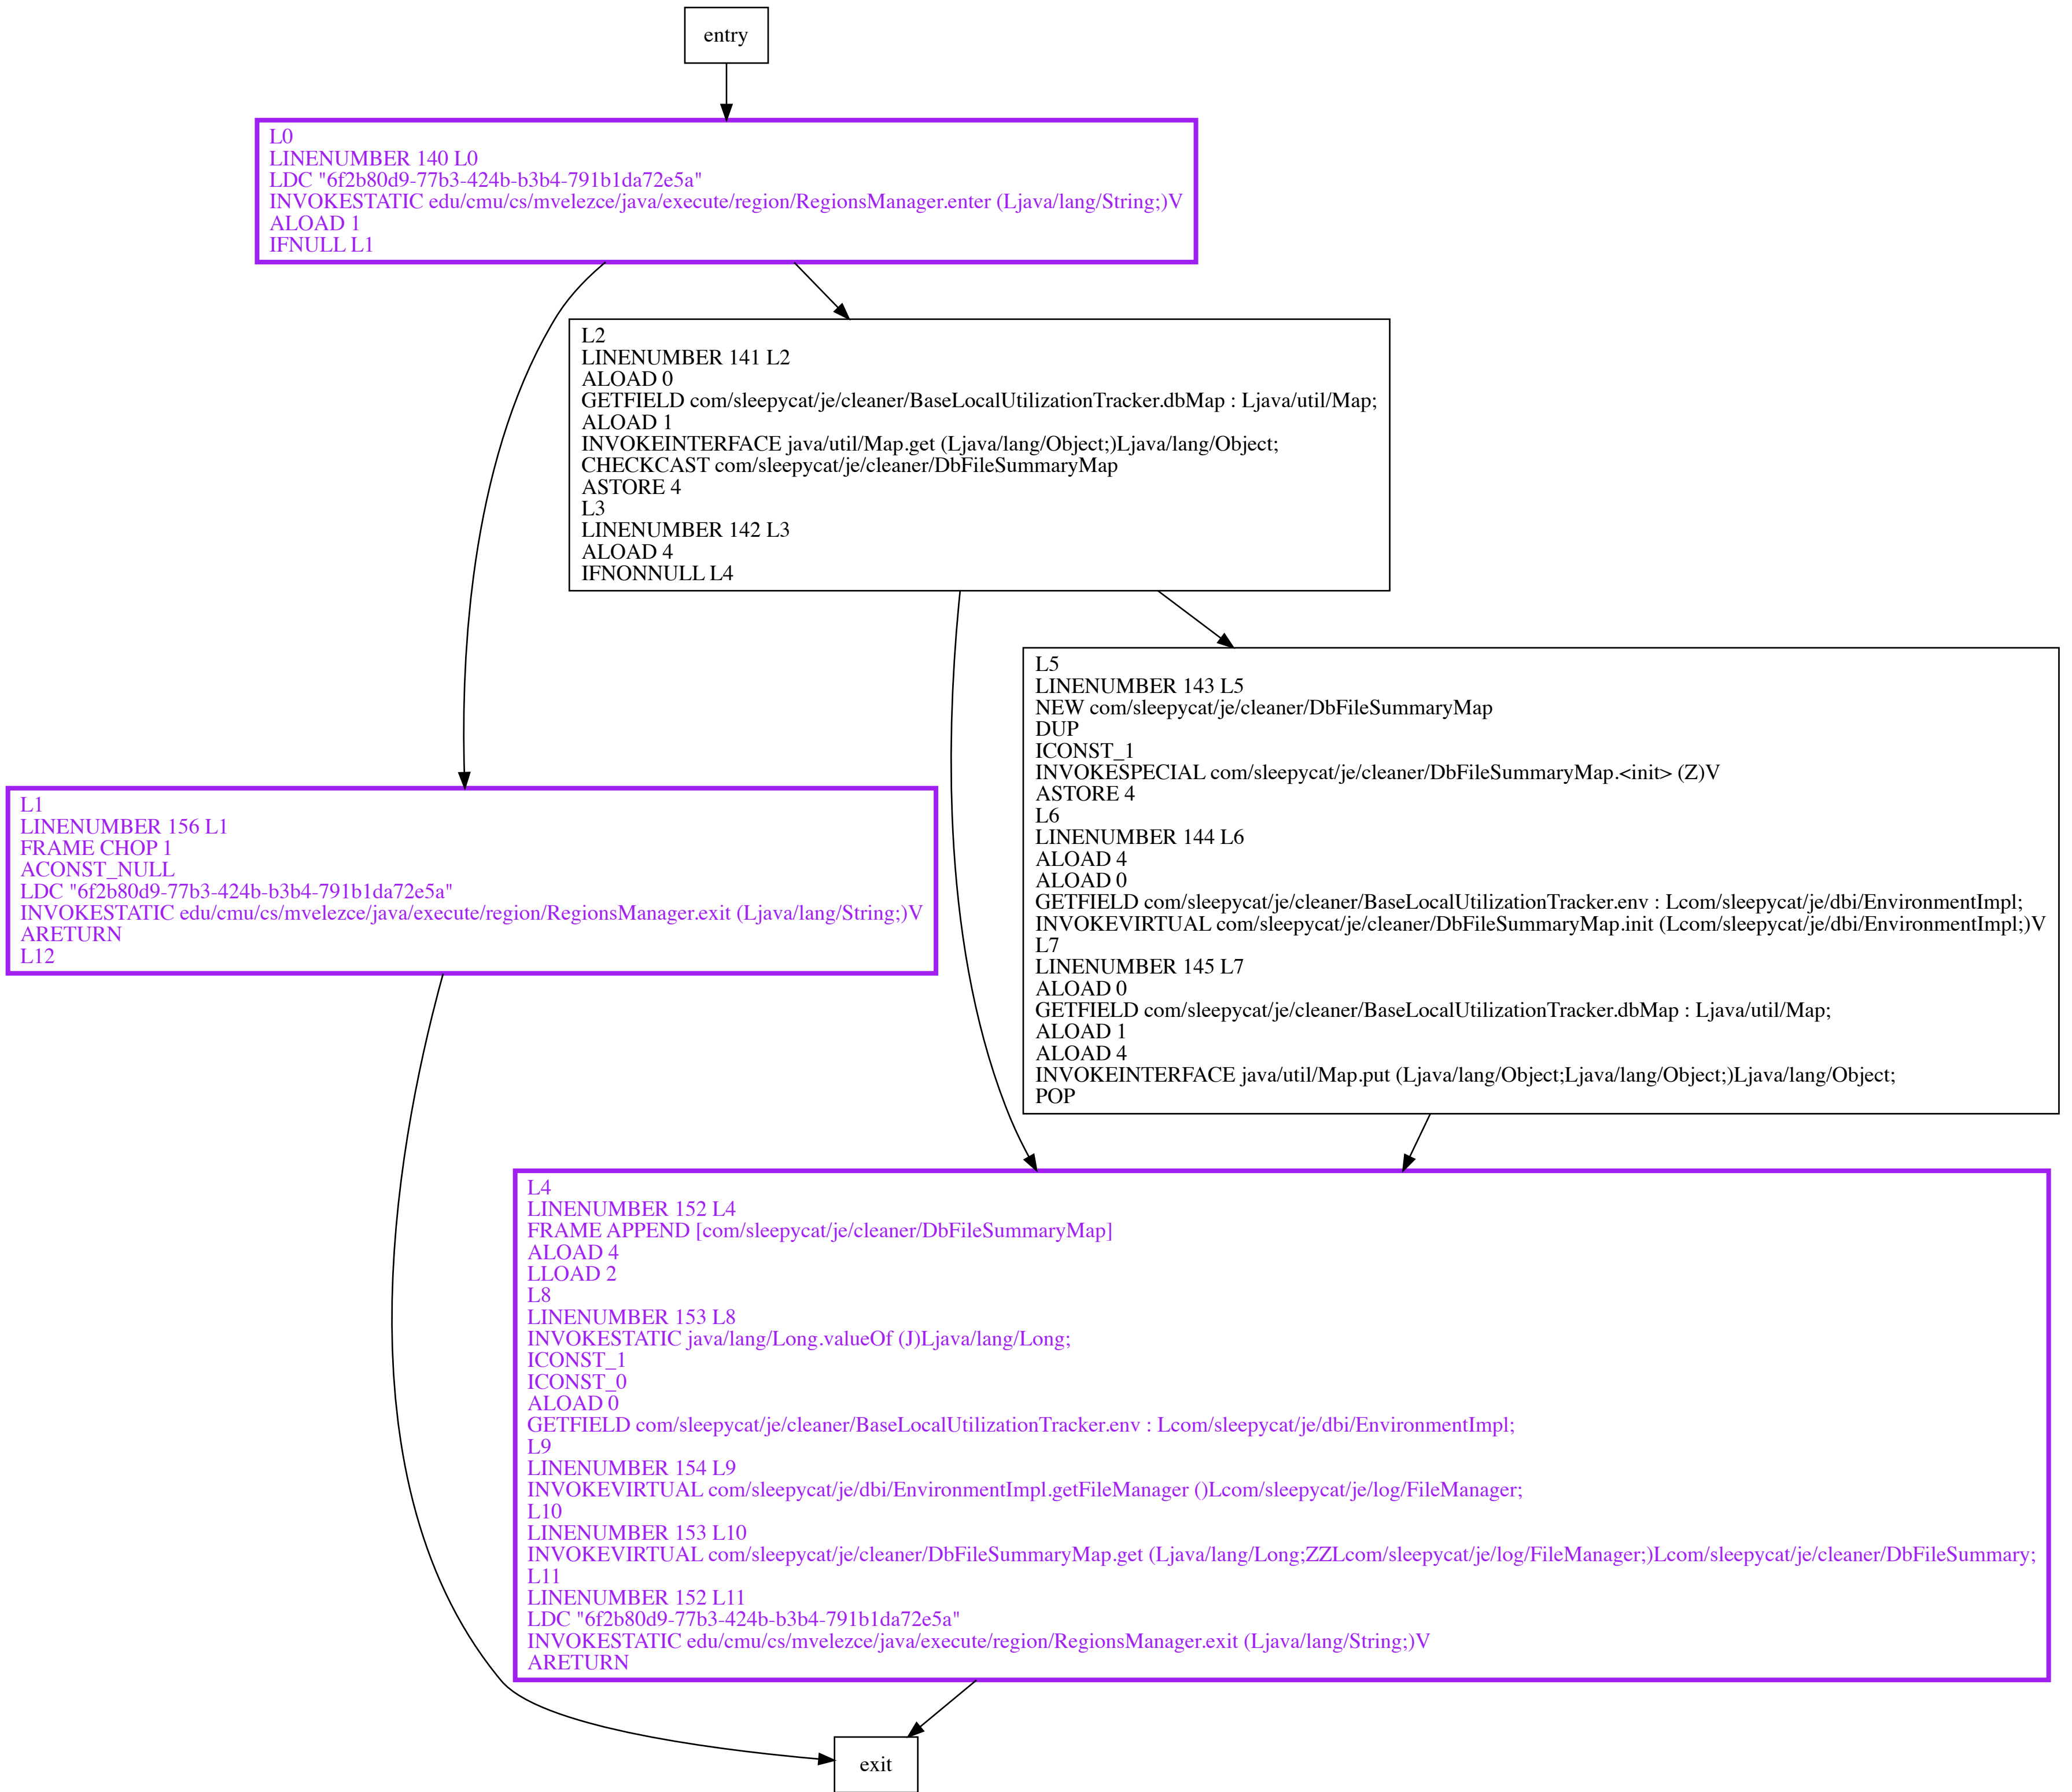 entry
L0
LINENUMBER 140 L0
LDC "6f2b80d9-77b3-424b-b3b4-791b1da72e5a"
INVOKESTATIC edu/cmu/cs/mvelezce/java/execute/region/RegionsManager.enter (Ljava/lang/String;)V
ALOAD 1
IFNULL L1
L2
LINENUMBER 141 L2
ALOAD 0
GETFIELD com/sleepycat/je/cleaner/BaseLocalUtilizationTracker.dbMap : Ljava/util/Map;
ALOAD 1
INVOKEINTERFACE java/util/Map.get (Ljava/lang/Object;)Ljava/lang/Object;
CHECKCAST com/sleepycat/je/cleaner/DbFileSummaryMap
ASTORE 4
L3
LINENUMBER 142 L3
ALOAD 4
IFNONNULL L4
L5
LINENUMBER 143 L5
NEW com/sleepycat/je/cleaner/DbFileSummaryMap
DUP
ICONST_1
INVOKESPECIAL com/sleepycat/je/cleaner/DbFileSummaryMap.<init> (Z)V
ASTORE 4
L6
LINENUMBER 144 L6
ALOAD 4
ALOAD 0
GETFIELD com/sleepycat/je/cleaner/BaseLocalUtilizationTracker.env : Lcom/sleepycat/je/dbi/EnvironmentImpl;
INVOKEVIRTUAL com/sleepycat/je/cleaner/DbFileSummaryMap.init (Lcom/sleepycat/je/dbi/EnvironmentImpl;)V
L7
LINENUMBER 145 L7
ALOAD 0
GETFIELD com/sleepycat/je/cleaner/BaseLocalUtilizationTracker.dbMap : Ljava/util/Map;
ALOAD 1
ALOAD 4
INVOKEINTERFACE java/util/Map.put (Ljava/lang/Object;Ljava/lang/Object;)Ljava/lang/Object;
POP
L1
LINENUMBER 156 L1
FRAME CHOP 1
ACONST_NULL
LDC "6f2b80d9-77b3-424b-b3b4-791b1da72e5a"
INVOKESTATIC edu/cmu/cs/mvelezce/java/execute/region/RegionsManager.exit (Ljava/lang/String;)V
ARETURN
L12
L4
LINENUMBER 152 L4
FRAME APPEND [com/sleepycat/je/cleaner/DbFileSummaryMap]
ALOAD 4
LLOAD 2
L8
LINENUMBER 153 L8
INVOKESTATIC java/lang/Long.valueOf (J)Ljava/lang/Long;
ICONST_1
ICONST_0
ALOAD 0
GETFIELD com/sleepycat/je/cleaner/BaseLocalUtilizationTracker.env : Lcom/sleepycat/je/dbi/EnvironmentImpl;
L9
LINENUMBER 154 L9
INVOKEVIRTUAL com/sleepycat/je/dbi/EnvironmentImpl.getFileManager ()Lcom/sleepycat/je/log/FileManager;
L10
LINENUMBER 153 L10
INVOKEVIRTUAL com/sleepycat/je/cleaner/DbFileSummaryMap.get (Ljava/lang/Long;ZZLcom/sleepycat/je/log/FileManager;)Lcom/sleepycat/je/cleaner/DbFileSummary;
L11
LINENUMBER 152 L11
LDC "6f2b80d9-77b3-424b-b3b4-791b1da72e5a"
INVOKESTATIC edu/cmu/cs/mvelezce/java/execute/region/RegionsManager.exit (Ljava/lang/String;)V
ARETURN
exit